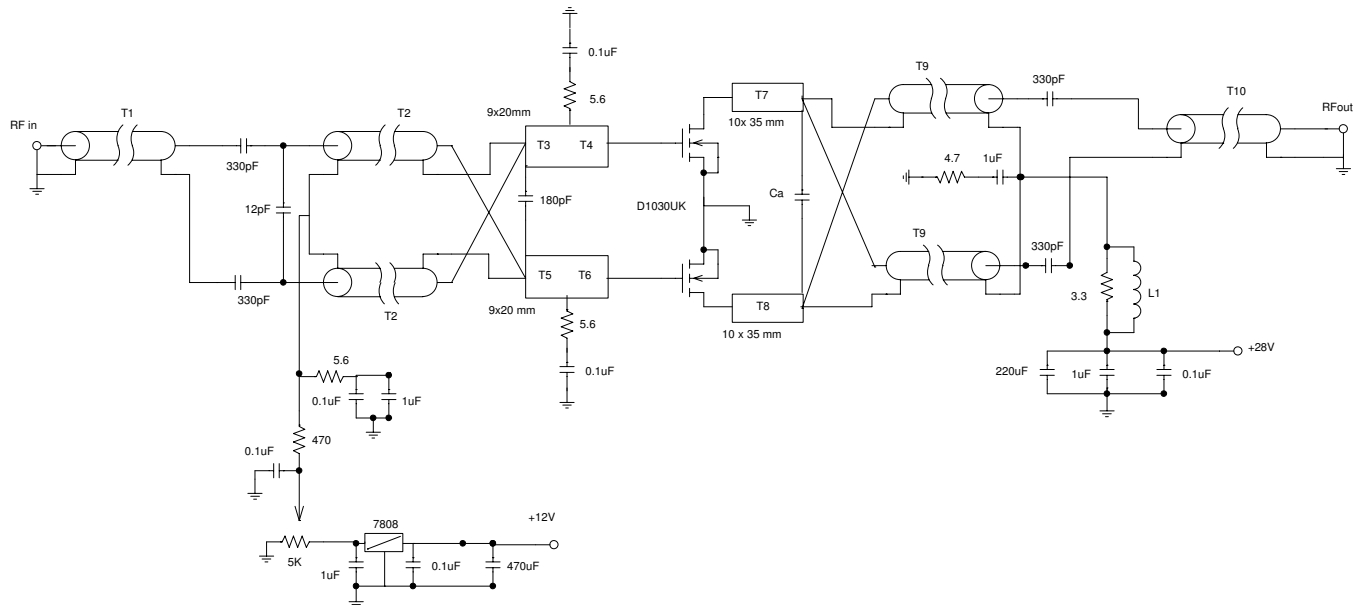 0.1uF
5.6
RF in
T1
330pF
12pF
330pF
T2
T2
9x20mm
T3 T4
180pF
T5 T6
9x20 mm
5.6
0.1uF
D1030UK
T7
10x 35 mm
Ca
T8
10 x 35 mm
T9
T9
330pF
4.7
1uF
330pF
T10
RFout
3.3
L1
+28V
220uF
1uF
0.1uF
5.6
0.1uF
1uF
470
0.1uF
5K
7808
+12V
1uF
0.1uF
470uF